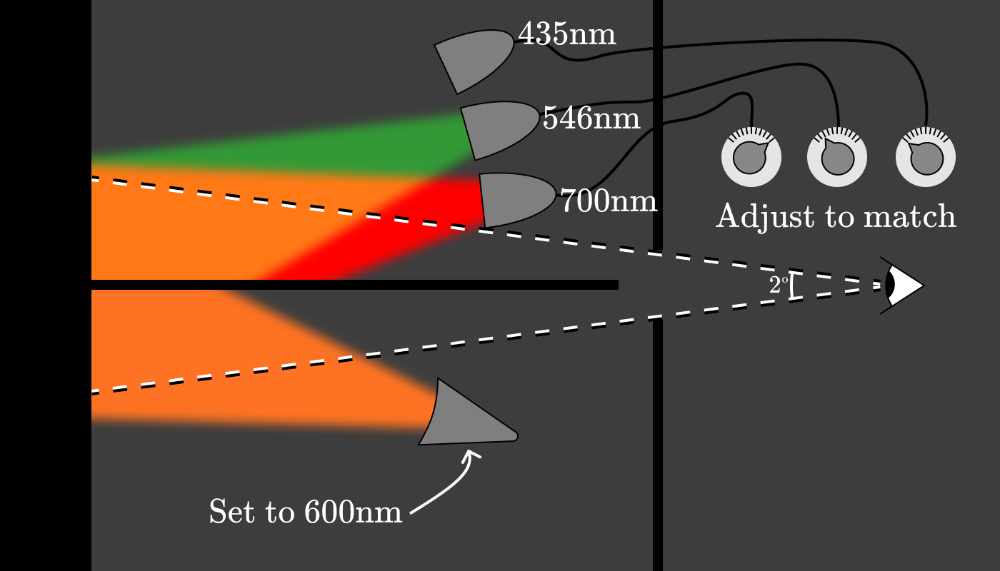 435nm
546nm
700nm
Adjust to match
2°
Set to 600nm